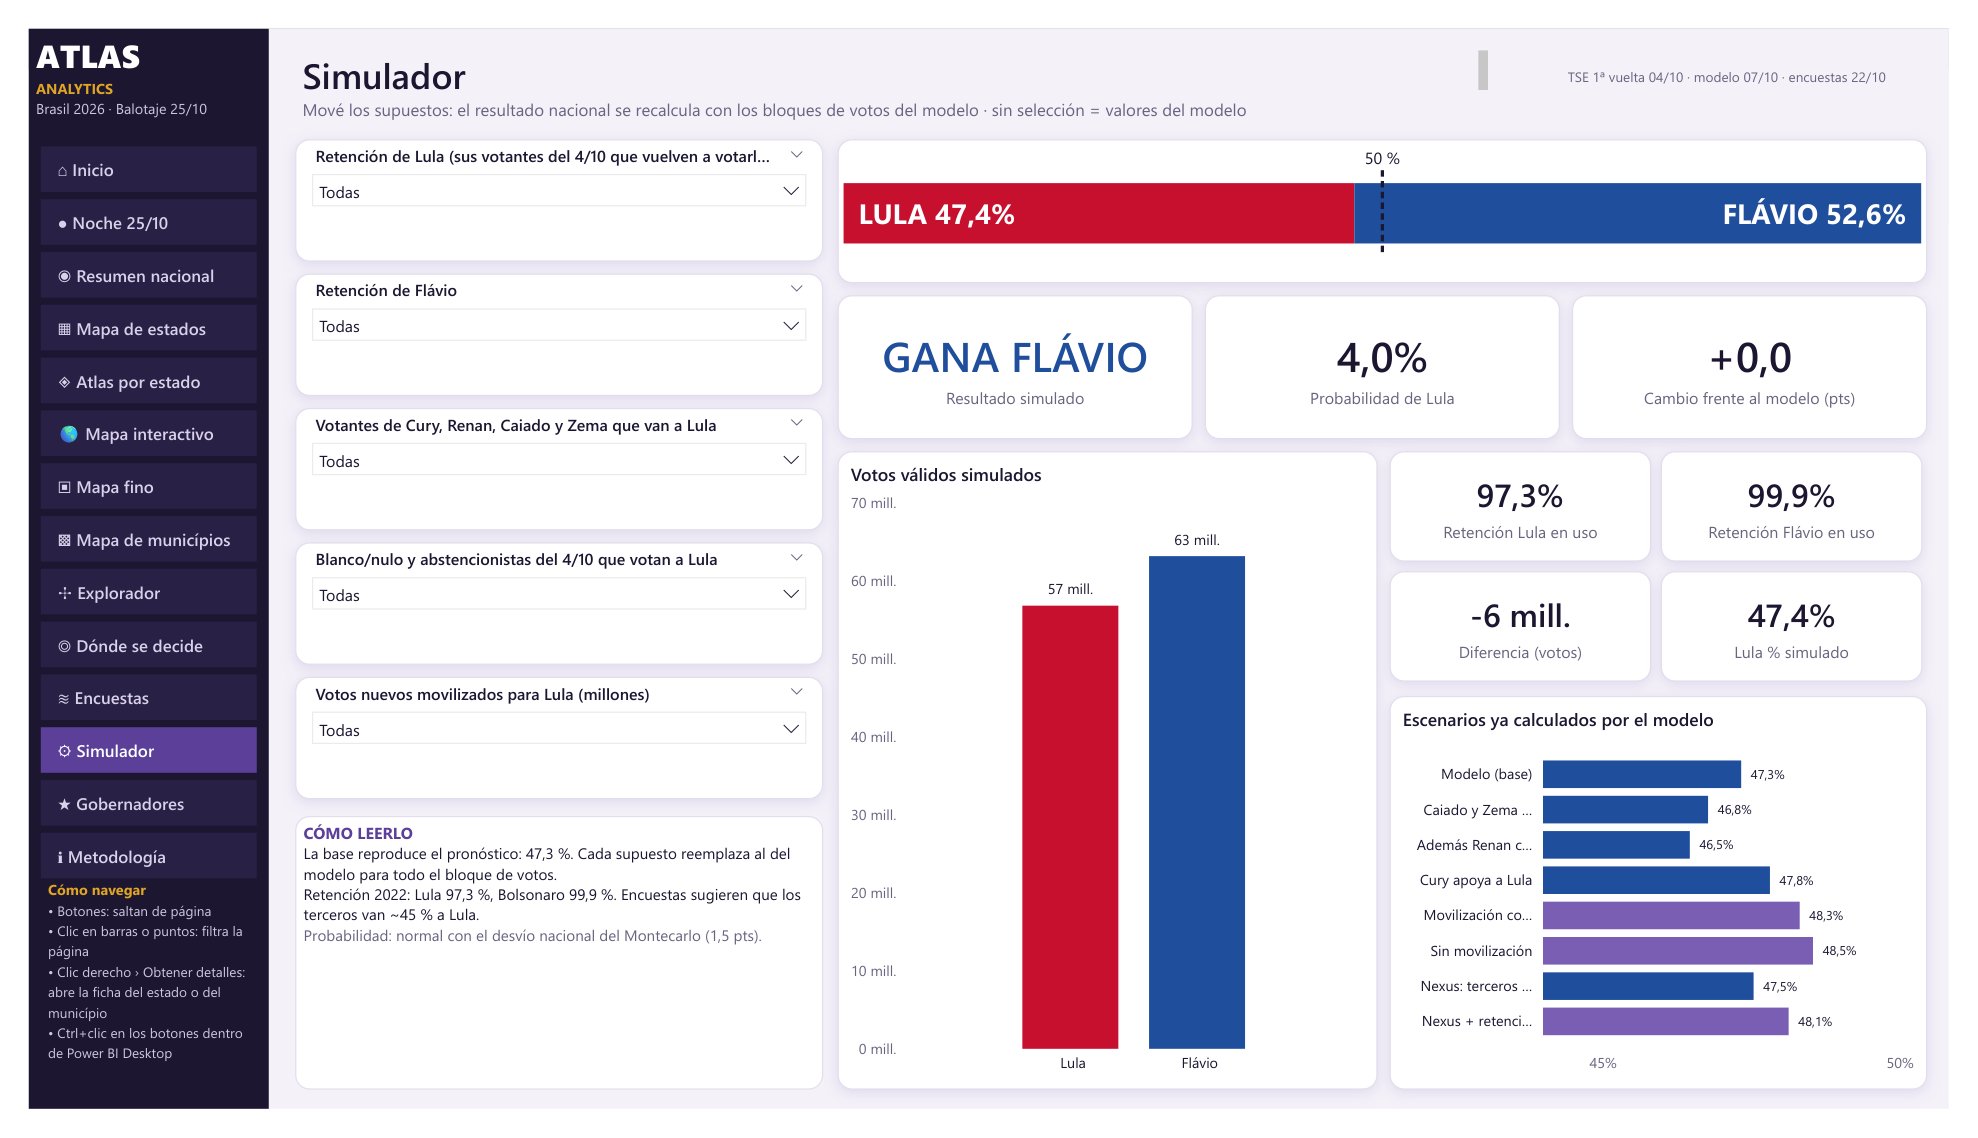 ATLAS
ANALYTICS
Brasil 2026 · Balotaje 25/10
⌂ Inicio
● Noche 25/10
◉ Resumen nacional
▦ Mapa de estados
◈ Atlas por estado
🌎 Mapa interactivo
▣ Mapa fino
▩ Mapa de municípios
✢ Explorador
◎ Dónde se decide
≋ Encuestas
⚙ Simulador
★ Gobernadores
ℹ Metodología
Cómo navegar
• Botones: saltan de página
• Clic en barras o puntos: filtra la
página
• Clic derecho › Obtener detalles:
abre la ficha del estado o del
município
• Ctrl+clic en los botones dentro
de Power BI Desktop
Simulador
Mové los supuestos: el resultado nacional se recalcula con los bloques de votos del modelo · sin selección = valores del modelo
TSE 1ª vuelta 04/10 · modelo 07/10 · encuestas 22/10
Retención de Lula (sus votantes del 4/10 que vuelven a votarl...
Todas
Retención de Flávio
Todas
Votantes de Cury, Renan, Caiado y Zema que van a Lula
Todas
Blanco/nulo y abstencionistas del 4/10 que votan a Lula
Todas
Votos nuevos movilizados para Lula (millones)
Todas
CÓMO LEERLO
La base reproduce el pronóstico: 47,3 %. Cada supuesto reemplaza al del
modelo para todo el bloque de votos.
Retención 2022: Lula 97,3 %, Bolsonaro 99,9 %. Encuestas sugieren que los
terceros van ~45 % a Lula.
Probabilidad: normal con el desvío nacional del Montecarlo (1,5 pts).
50 %
LULA 47,4%
FLÁVIO 52,6%
GANA FLÁVIO
Resultado simulado
4,0%
Probabilidad de Lula
+0,0
Cambio frente al modelo (pts)
Votos válidos simulados
70 mill.
60 mill.
50 mill.
40 mill.
30 mill.
20 mill.
10 mill.
0 mill.
57 mill.
63 mill.
Lula
Flávio
97,3%
Retención Lula en uso
99,9%
Retención Flávio en uso
-6 mill.
Diferencia (votos)
47,4%
Lula % simulado
Escenarios ya calculados por el modelo
Modelo (base) 47,3%
Caiado y Zema ... 46,8%
Además Renan c... 46,5%
Cury apoya a Lula 47,8%
Movilización co... 48,3%
Sin movilización 48,5%
Nexus: terceros ... 47,5%
Nexus + retenci... 48,1%
45% 50%